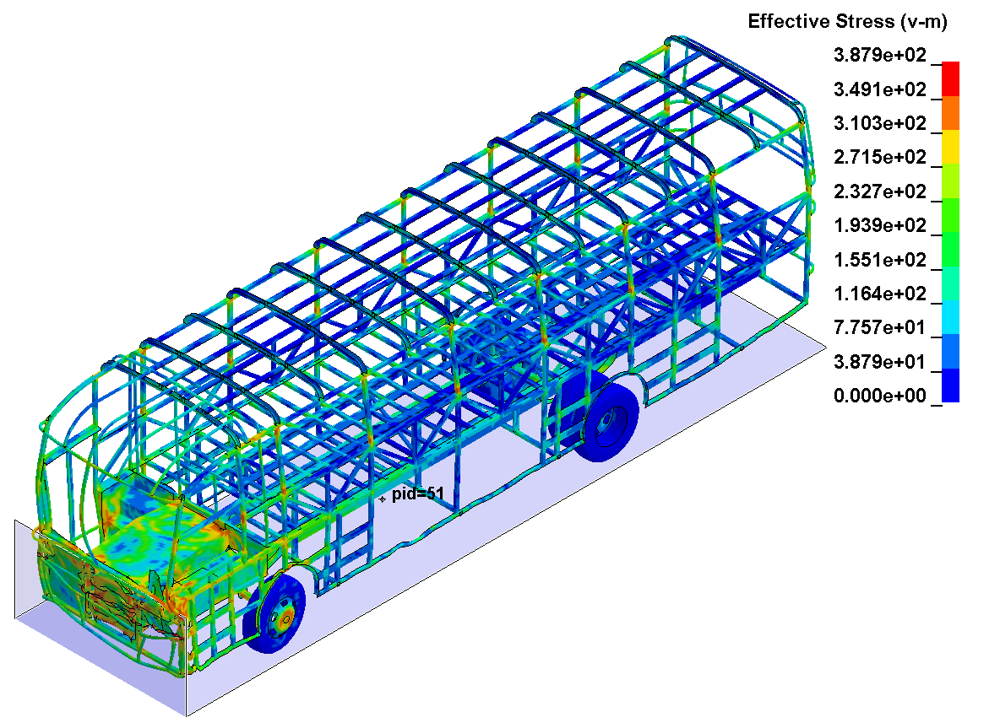 Effective Stress (v-m)
3.879e+02
3.491e+02
3.103e+02
2.715e+02
2.327e+02
1.939e+02
1.551e+02
1.164e+02
7.757e+01
3.879e+01
0.000e+00
pid=51